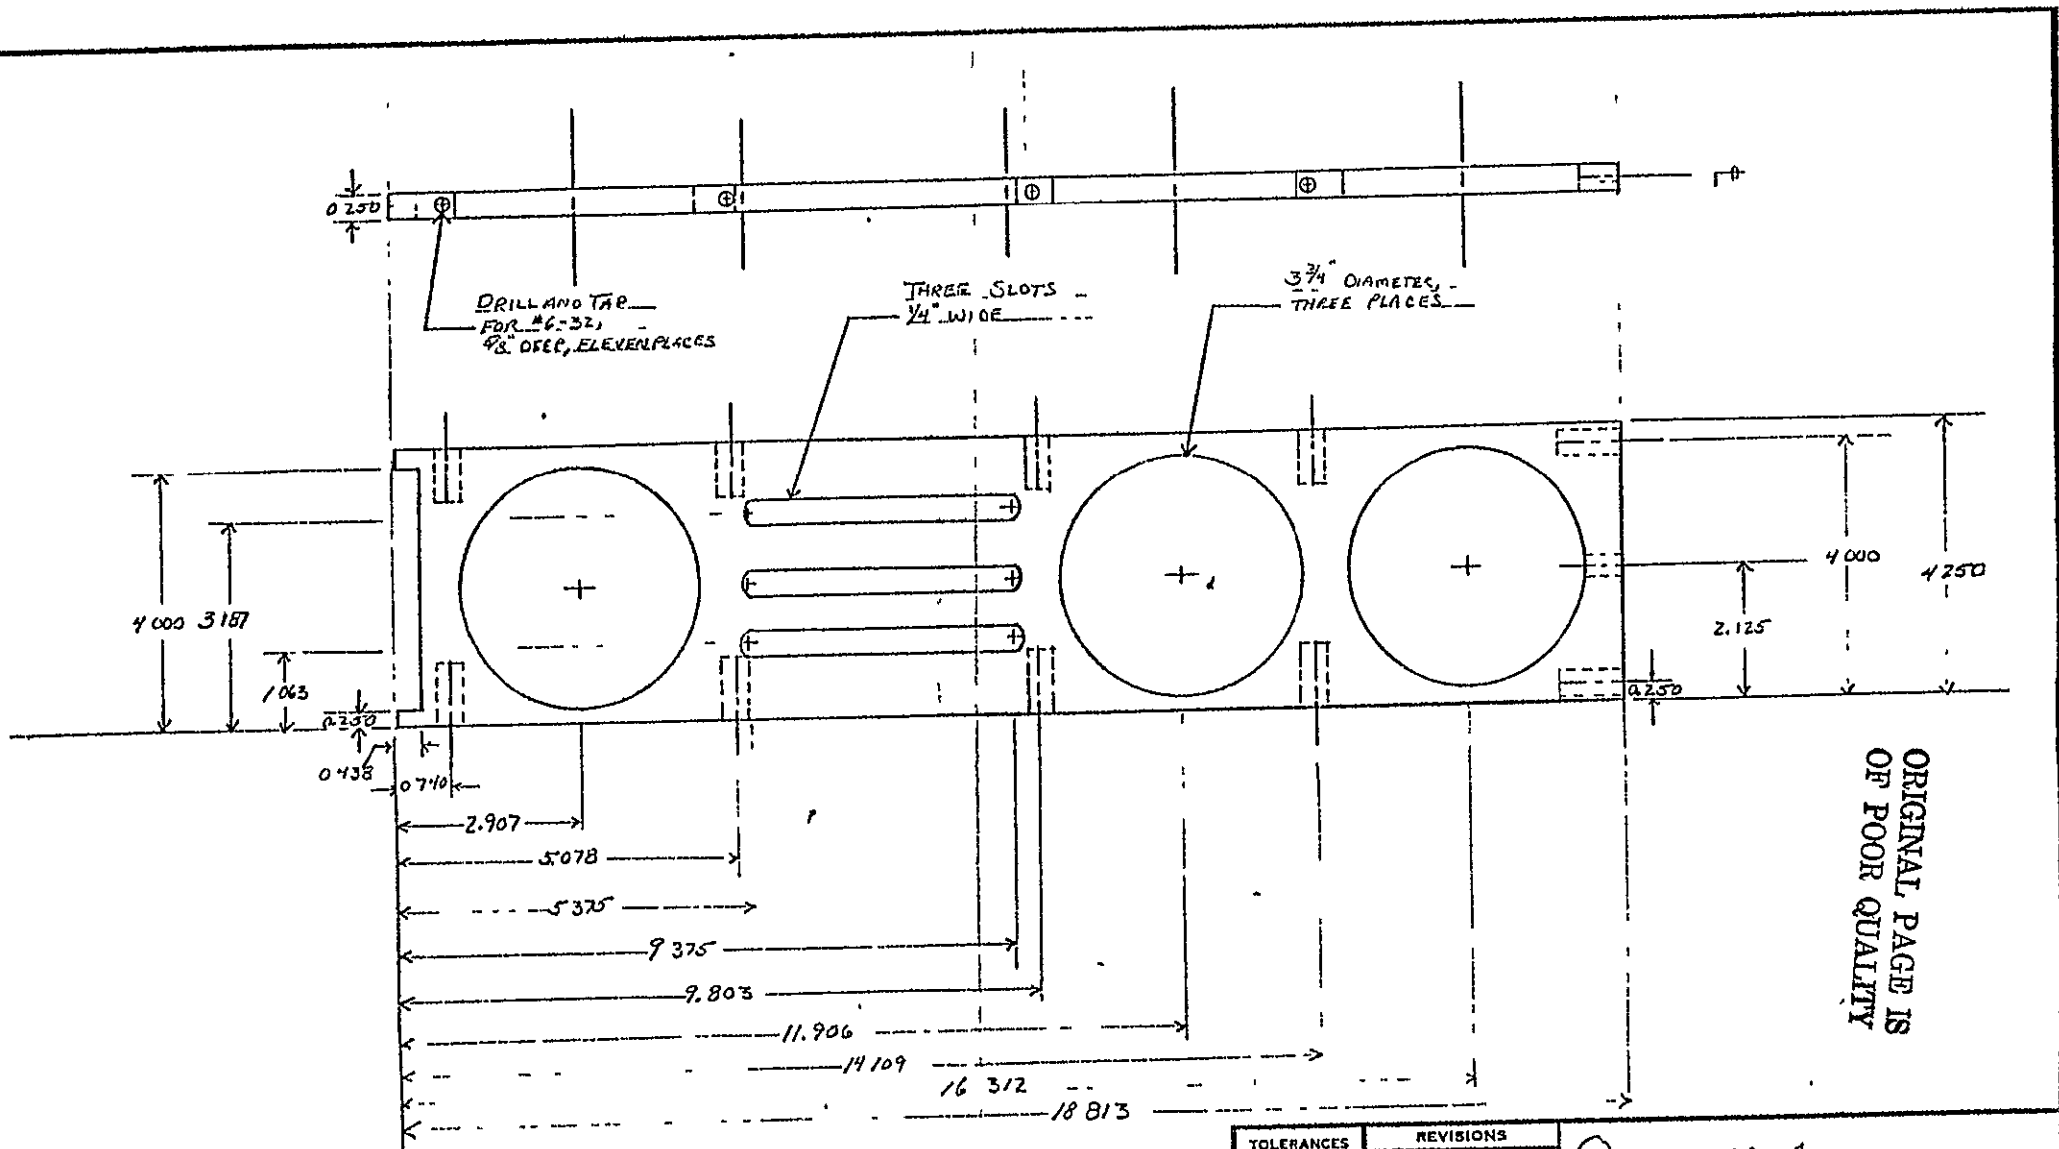 0 250
DRILL AND TAP
FOR #6-32,
5/8" DEEP, ELEVEN PLACES
THREE SLOTS
1/4" WIDE
3 3/4" DIAMETER,
THREE PLACES
4 000
3 187
1 063
0.250
0 438
0 740
4 000
4 250
2.125
0.250
2.907
5.078
5 375
9 375
9.803
11.906
14 109
16 312
18 813
ORIGINAL PAGE IS
OF POOR QUALITY
TOLERANCES
REVISIONS